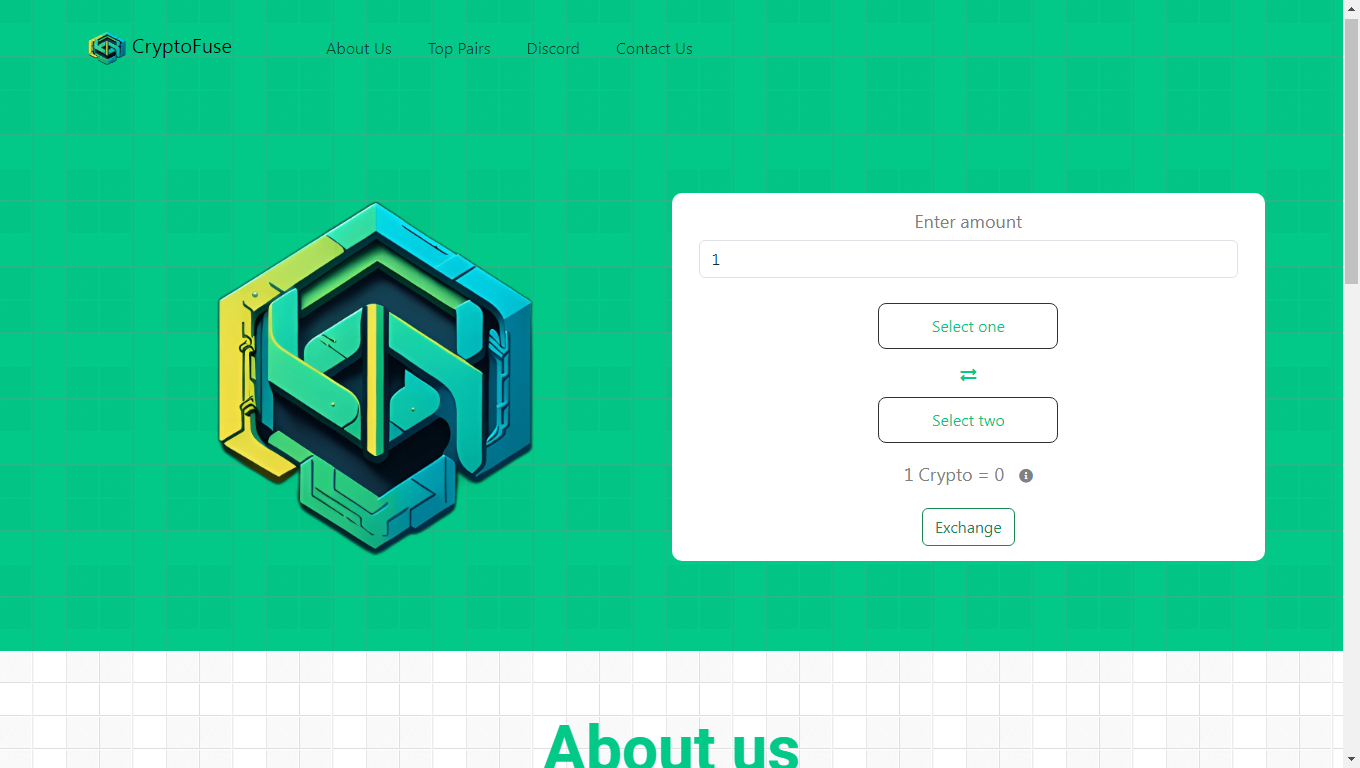 CryptoFuse
About Us
Top Pairs
Discord
Contact Us
Enter amount
1
Select one
Select two
1 Crypto = 0
Exchange
About us